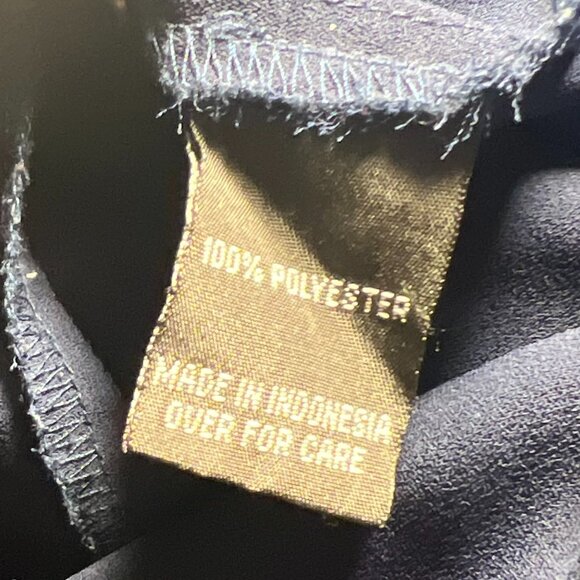 100% POLYESTER
MADE IN INDONESIA
OVER FOR CARE